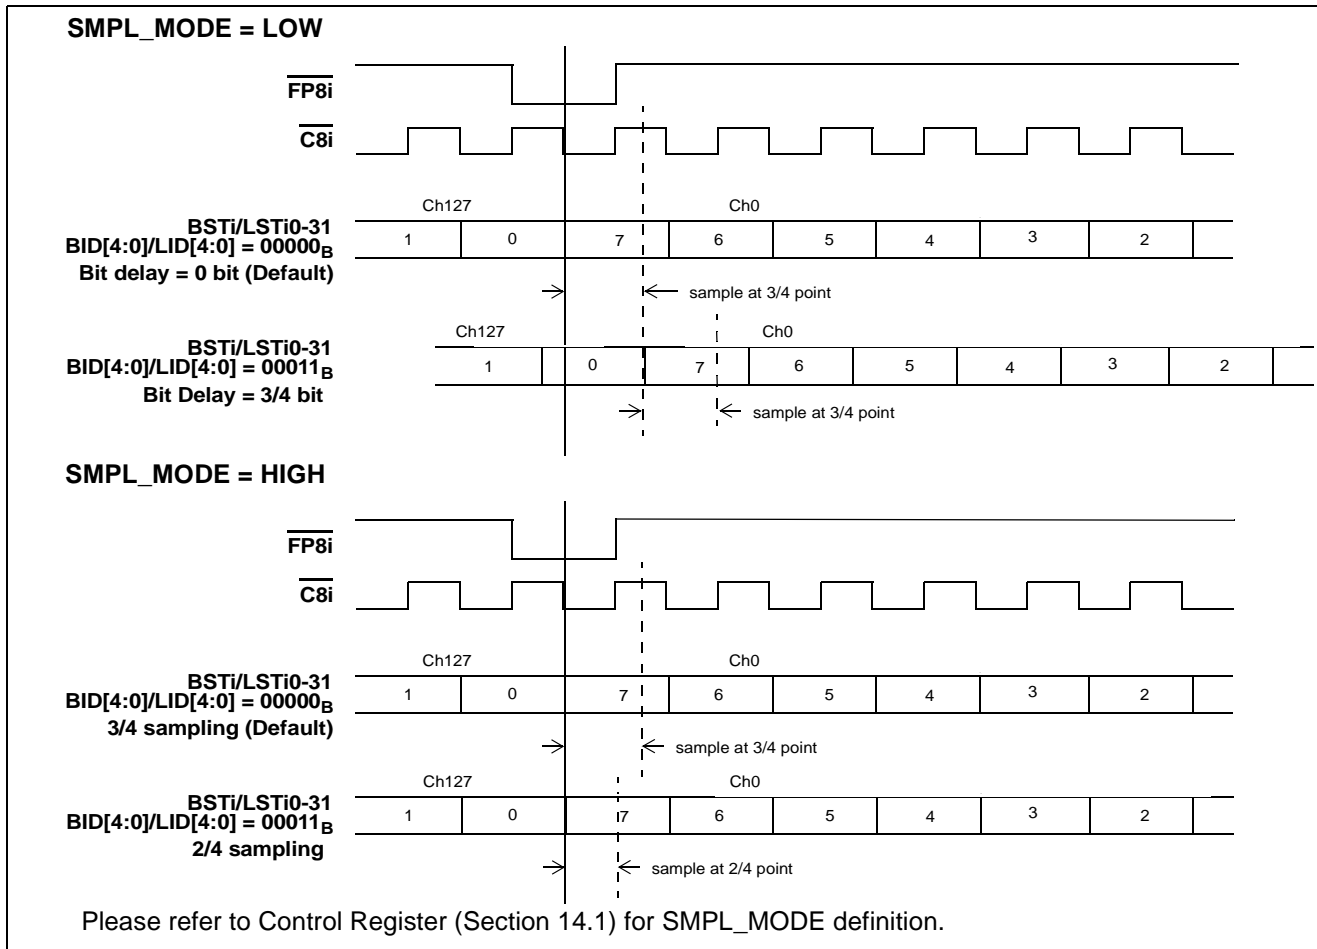 SMPL_MODE = LOW
FP8i
C8i
Ch127 Ch0
BSTi/LSTi0-31
BID[4:0]/LID[4:0] = 00000B
Bit delay = 0 bit (Default)
1 0 7 6 5 4 3 2
sample at 3/4 point
Ch127 Ch0
BSTi/LSTi0-31
BID[4:0]/LID[4:0] = 00011B
Bit Delay = 3/4 bit
1 0 7 6 5 4 3 2
sample at 3/4 point
SMPL_MODE = HIGH
FP8i
C8i
Ch127 Ch0
BSTi/LSTi0-31
BID[4:0]/LID[4:0] = 00000B
3/4 sampling (Default)
1 0 7 6 5 4 3 2
sample at 3/4 point
Ch127 Ch0
BSTi/LSTi0-31
BID[4:0]/LID[4:0] = 00011B
2/4 sampling
1 0 7 6 5 4 3 2
sample at 2/4 point
Please refer to Control Register (Section 14.1) for SMPL_MODE definition.